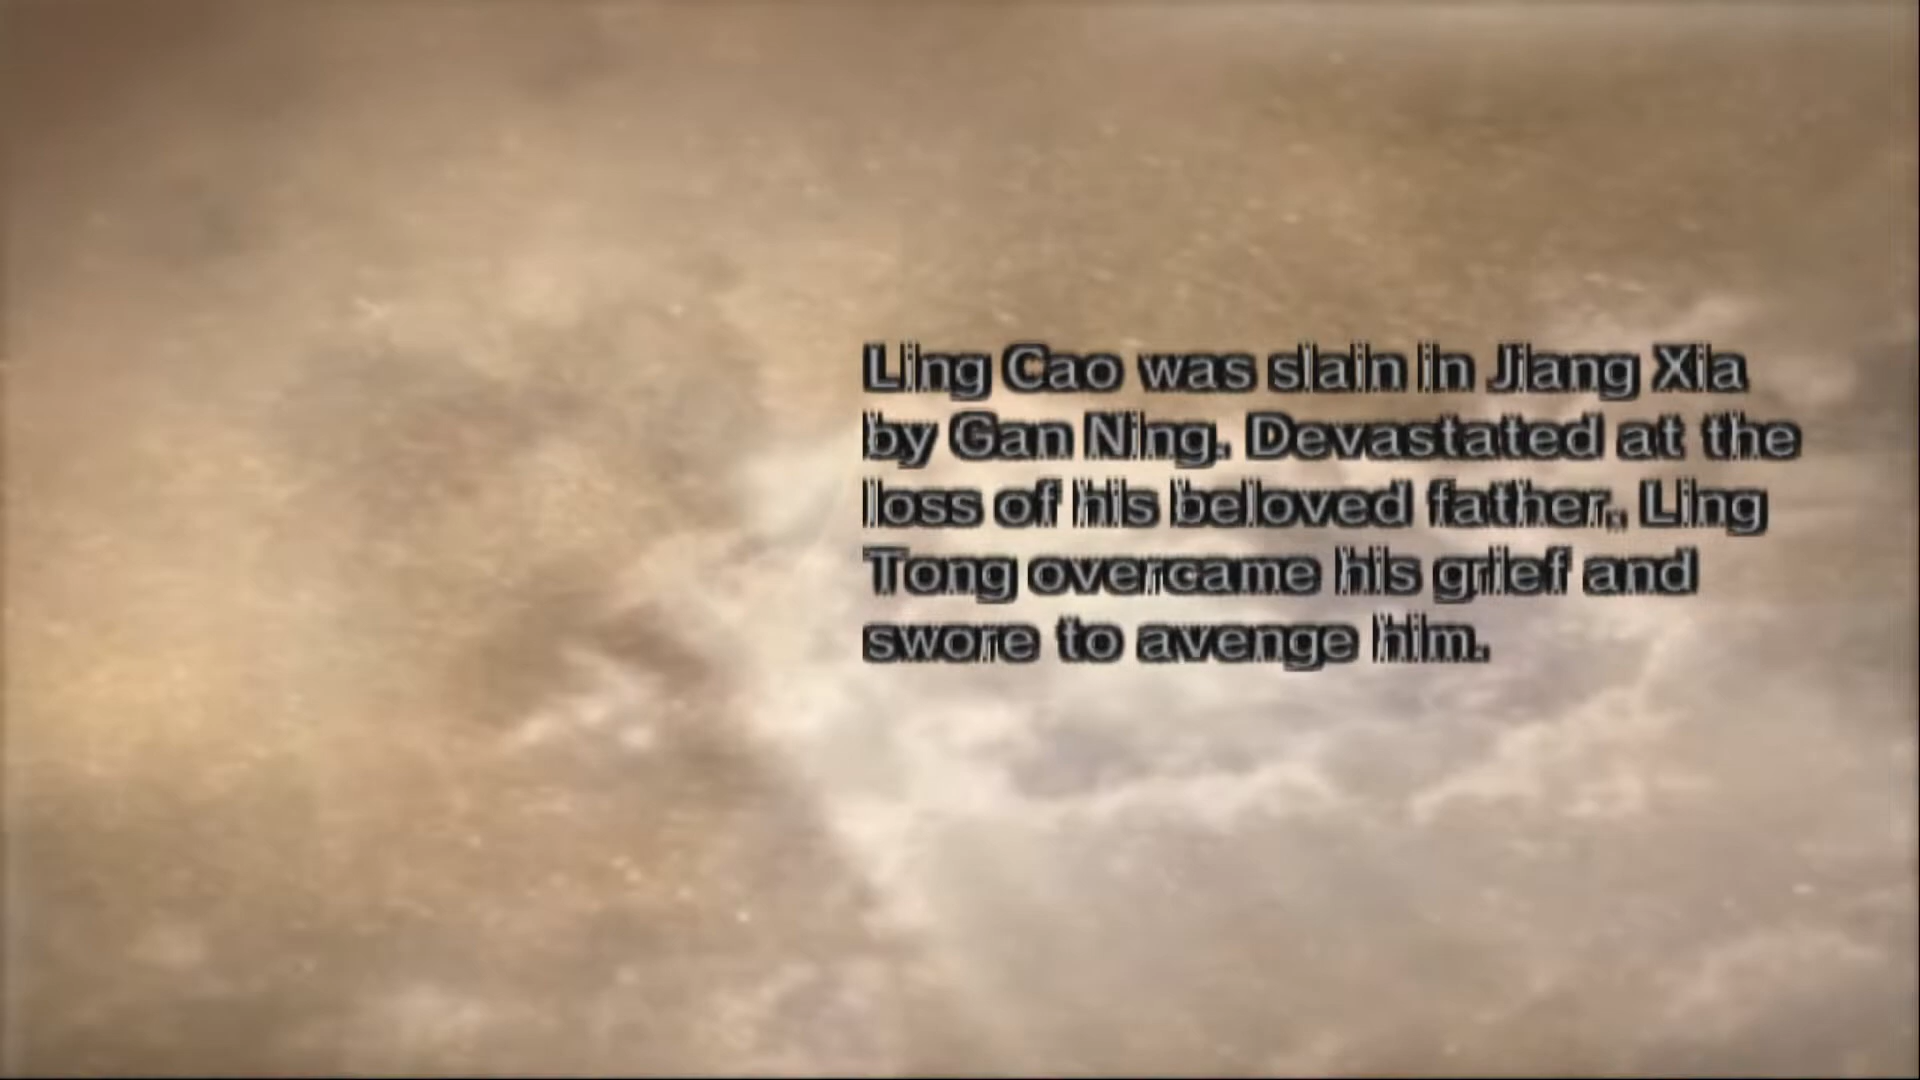 Ling Cao was slain in Jiang Xia
by Gan Ning. Devastated at the
loss of his beloved father, Ling
Tong overcame his grief and
swore to avenge him.